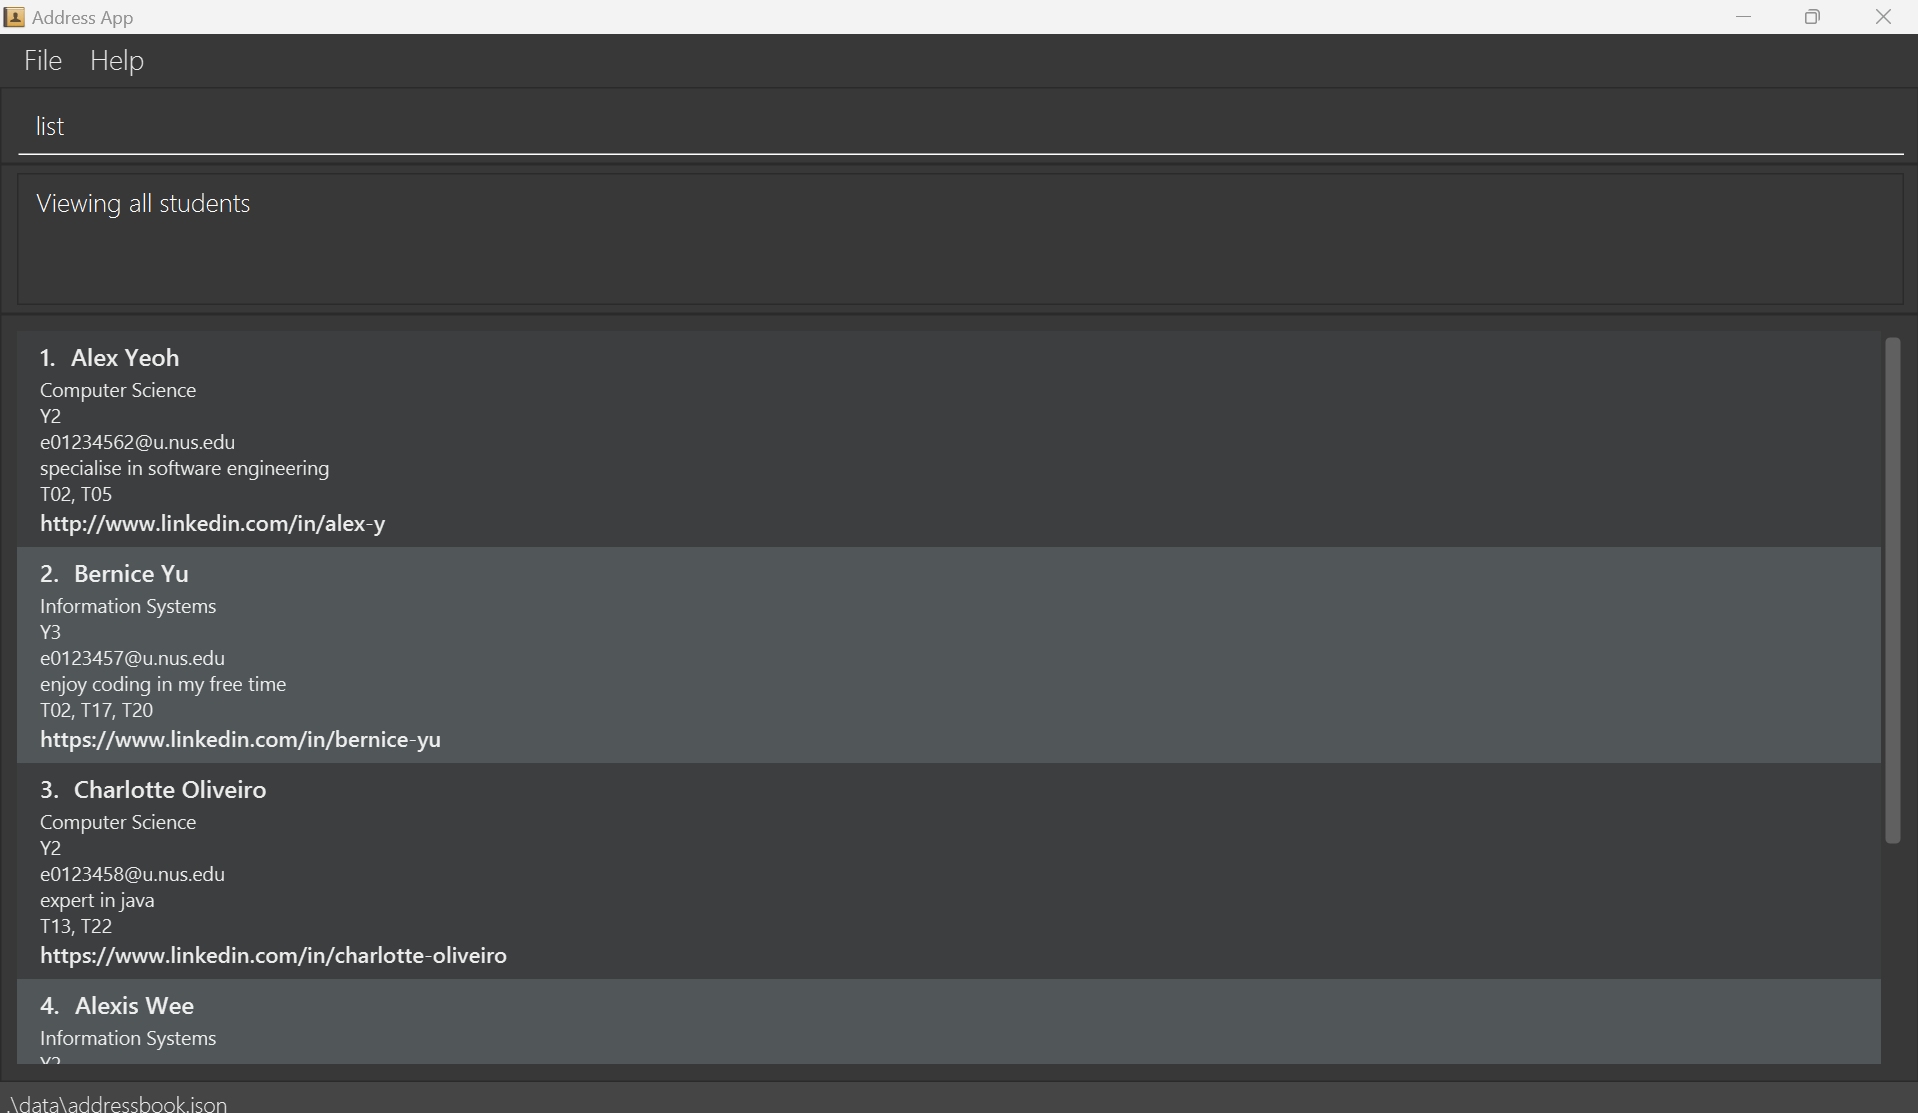 Address App
File Help
list
Viewing all students
1. Alex Yeoh
Computer Science
Y2
e01234562@u.nus.edu
specialise in software engineering
T02, T05
http://www.linkedin.com/in/alex-y
2. Bernice Yu
Information Systems
Y3
e0123457@u.nus.edu
enjoy coding in my free time
T02, T17, T20
https://www.linkedin.com/in/bernice-yu
3. Charlotte Oliveiro
Computer Science
Y2
e0123458@u.nus.edu
expert in java
T13, T22
https://www.linkedin.com/in/charlotte-oliveiro
4. Alexis Wee
Information Systems
.\data\addressbook.json